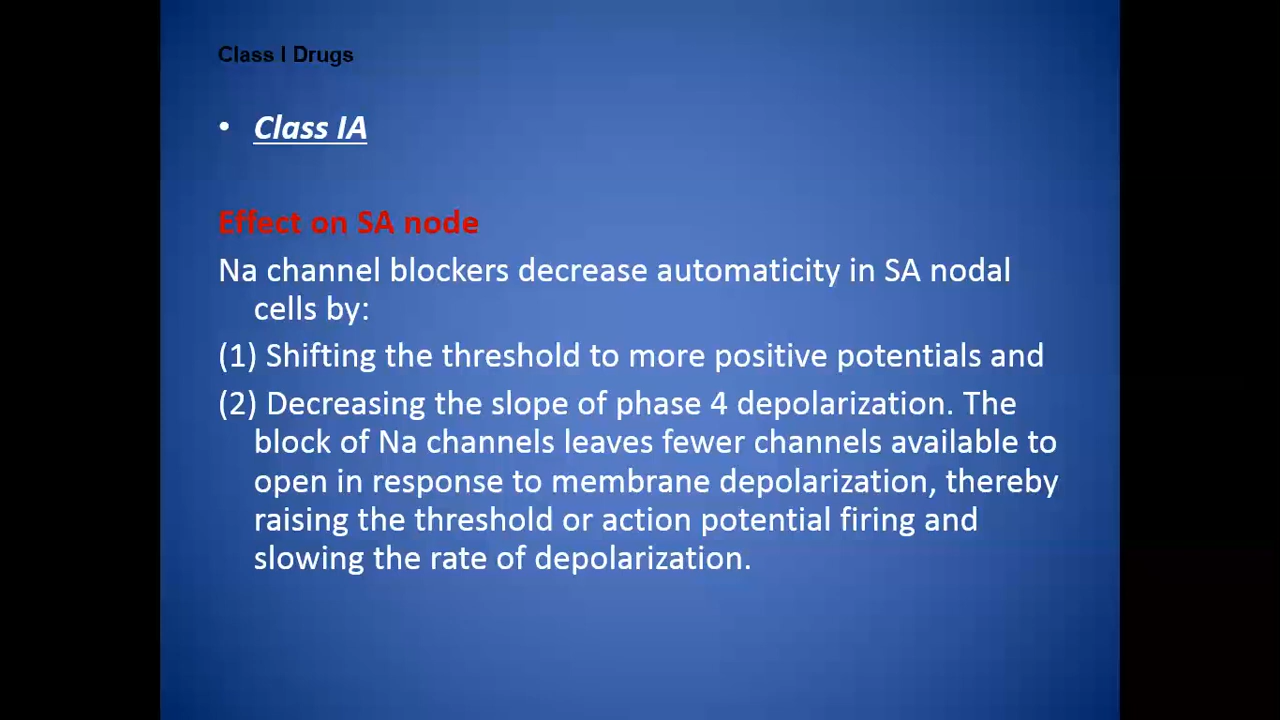 Class I Drugs
• Class IA
Effect on SA node
Na channel blockers decrease automaticity in SA nodal
cells by:
(1) Shifting the threshold to more positive potentials and
(2) Decreasing the slope of phase 4 depolarization. The
block of Na channels leaves fewer channels available to
open in response to membrane depolarization, thereby
raising the threshold or action potential firing and
slowing the rate of depolarization.